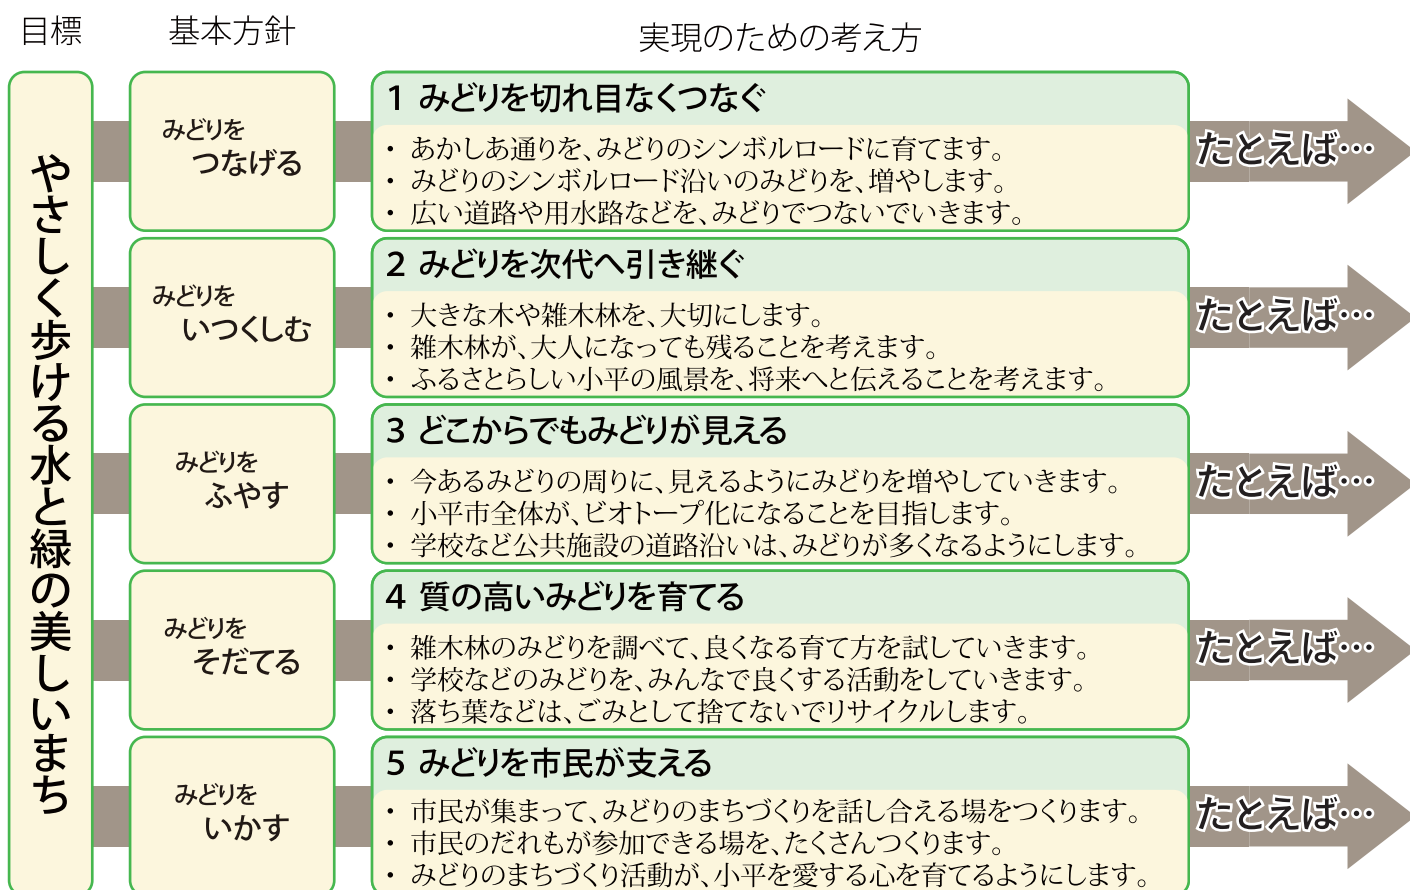 目標
基本方針
実現のための考え方
やさしく歩ける水と緑の美しいまち
みどりを
つなげる
1 みどりを切れ目なくつなぐ
・ あかしあ通りを、みどりのシンボルロードに育てます。
・ みどりのシンボルロード沿いのみどりを、増やします。
・ 広い道路や用水路などを、みどりでつないでいきます。
たとえば…
みどりを
いつくしむ
2 みどりを次代へ引き継ぐ
・ 大きな木や雑木林を、大切にします。
・ 雑木林が、大人になっても残ることを考えます。
・ ふるさとらしい小平の風景を、将来へと伝えることを考えます。
たとえば…
みどりを
ふやす
3 どこからでもみどりが見える
・ 今あるみどりの周りに、見えるようにみどりを増やしていきます。
・ 小平市全体が、ビオトープ化になることを目指します。
・ 学校など公共施設の道路沿いは、みどりが多くなるようにします。
たとえば…
みどりを
そだてる
4 質の高いみどりを育てる
・ 雑木林のみどりを調べて、良くなる育て方を試していきます。
・ 学校などのみどりを、みんなで良くする活動をしていきます。
・ 落ち葉などは、ごみとして捨てないでリサイクルします。
たとえば…
みどりを
いかす
5 みどりを市民が支える
・ 市民が集まって、みどりのまちづくりを話し合える場をつくります。
・ 市民のだれもが参加できる場を、たくさんつくります。
・ みどりのまちづくり活動が、小平を愛する心を育てるようにします。
たとえば…